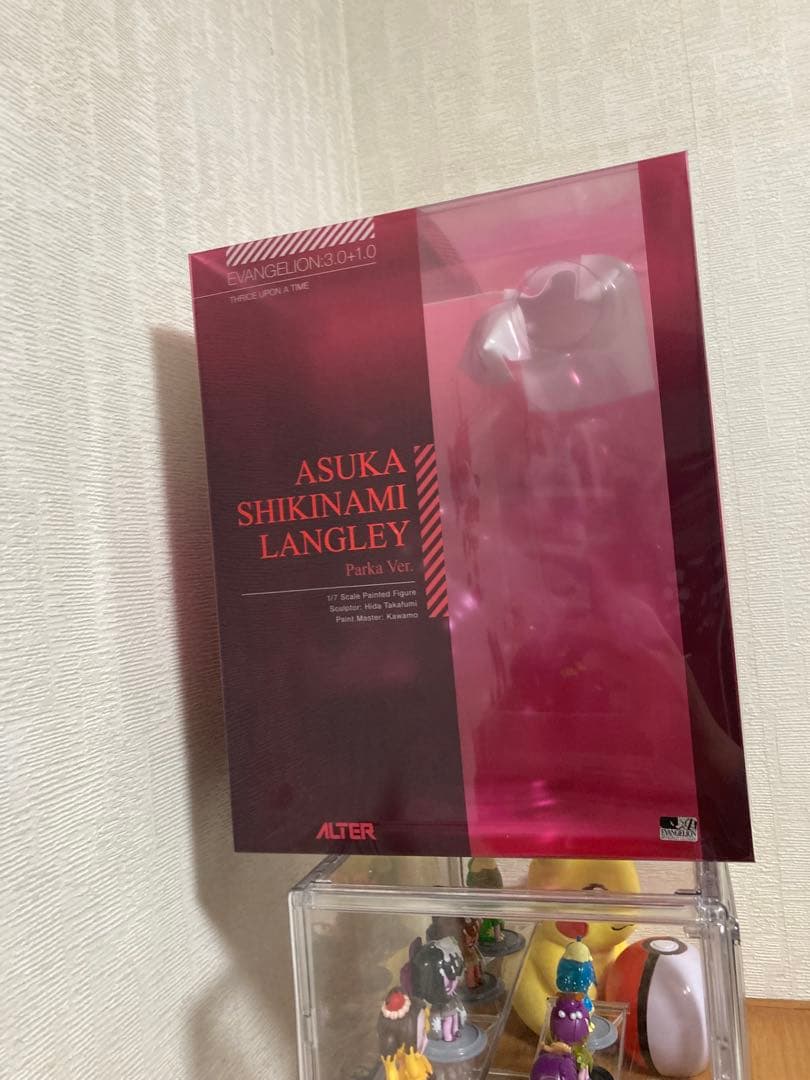 EVANGELION:3.0+1.0
THRICE UPON A TIME
ASUKA
SHIKINAMI
LANGLEY
Parka Ver.
1/7 Scale Painted Figure
Sculptor: Hida Takafumi
Paint Master: Kawamo
ALTER
EVANGELION